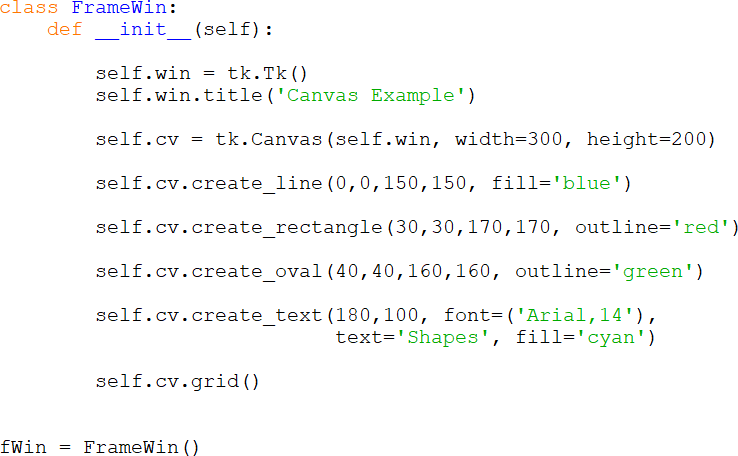 class FrameWin:
    def __init__(self):
        self.win = tk.Tk()
        self.win.title('Canvas Example')
        self.cv = tk.Canvas(self.win, width=300, height=200)
        self.cv.create_line(0,0,150,150, fill='blue')
        self.cv.create_rectangle(30,30,170,170, outline='red')
        self.cv.create_oval(40,40,160,160, outline='green')
        self.cv.create_text(180,100, font=('Arial,14'),
                            text='Shapes', fill='cyan')
        self.cv.grid()
fWin = FrameWin()